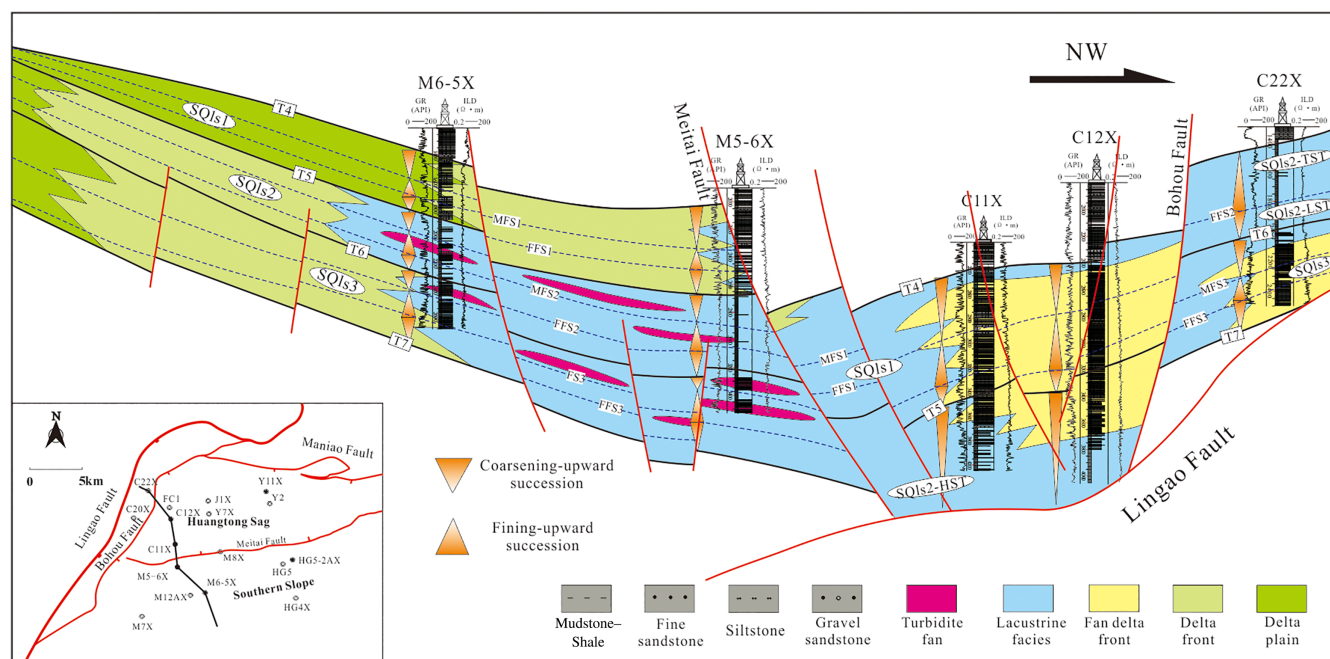 NW
M6-5X
GR
(API)
ILD
(Ω·m)
0 200
0.2 200
Meitai Fault
M5-6X
GR
(API)
ILD
(Ω·m)
200
0.2 200
C11X
GR
(API)
ILD
(Ω·m)
0 200
0.2 200
C12X
GR
(API)
ILD
(Ω·m)
0 200
0.2 200
Bohou Fault
C22X
GR
(API)
ILD
(Ω·m)
0 200
0.2 200
T4
SQls1
T5
SQls2
T6
SQls3
T7
MFS1
FFS1
MFS2
FFS2
FS3
FFS3
T4
MFS1
SQls1
FFS1
T5
SQls2-HST
SQls2-TST
FFS2
SQls2-LST
T6
SQls3
MFS3
FFS3
T7
Lingao Fault
N
0 5km
Maniao Fault
Lingao Fault
Bohou Fault
C22X
FC1
C20X
C12X
J1X
Y7X
Y11X
Y2
Huangtong Sag
C11X
Meitai Fault
M8X
M5-6X
M6-5X
HG5-2AX
HG5
Southern Slope
M12AX
HG4X
M7X
Coarsening-upward
succession
Fining-upward
succession
Mudstone–
Shale
Fine
sandstone
Siltstone
Gravel
sandstone
Turbidite
fan
Lacustrine
facies
Fan delta
front
Delta
front
Delta
plain